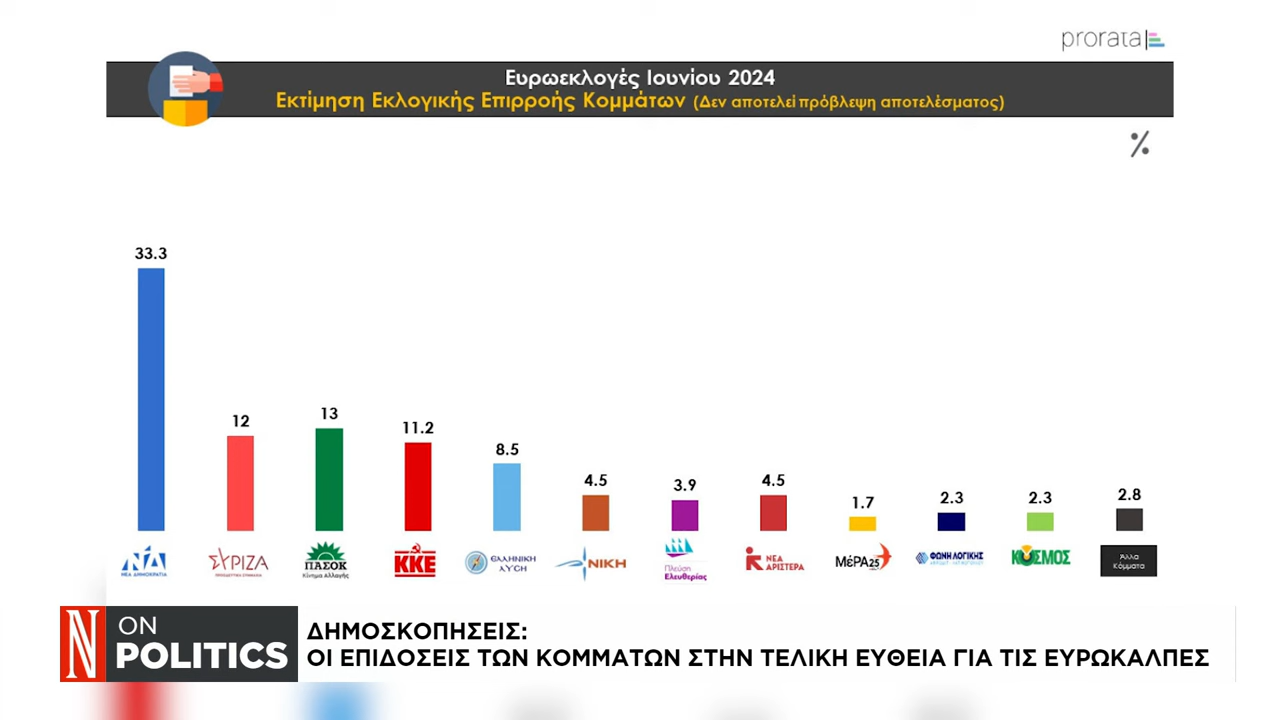 prorata
Ευρωεκλογές Ιουνίου 2024
Εκτίμηση Εκλογικής Επιρροής Κομμάτων (Δεν αποτελεί πρόβλεψη αποτελέσματος)
%
33.3
12
13
11.2
8.5
4.5
3.9
4.5
1.7
2.3
2.3
2.8
ΝΔ
ΝΕΑ ΔΗΜΟΚΡΑΤΙΑ
ΣΥΡΙΖΑ
ΠΡΟΟΔΕΥΤΙΚΗ ΣΥΜΜΑΧΙΑ
ΠΑΣΟΚ
Κίνημα Αλλαγής
ΚΚΕ
ΕΛΛΗΝΙΚΗ
ΛΥΣΗ
ΝΙΚΗ
Πλεύση
Ελευθερίας
ΝΕΑ
ΑΡΙΣΤΕΡΑ
ΜέΡΑ25
ΦΩΝΗ ΛΟΓΙΚΗΣ
ΚΟΣΜΟΣ
Άλλα
Κόμματα
N ON
POLITICS
ΔΗΜΟΣΚΟΠΗΣΕΙΣ:
ΟΙ ΕΠΙΔΟΣΕΙΣ ΤΩΝ ΚΟΜΜΑΤΩΝ ΣΤΗΝ ΤΕΛΙΚΗ ΕΥΘΕΙΑ ΓΙΑ ΤΙΣ ΕΥΡΩΚΑΛΠΕΣ